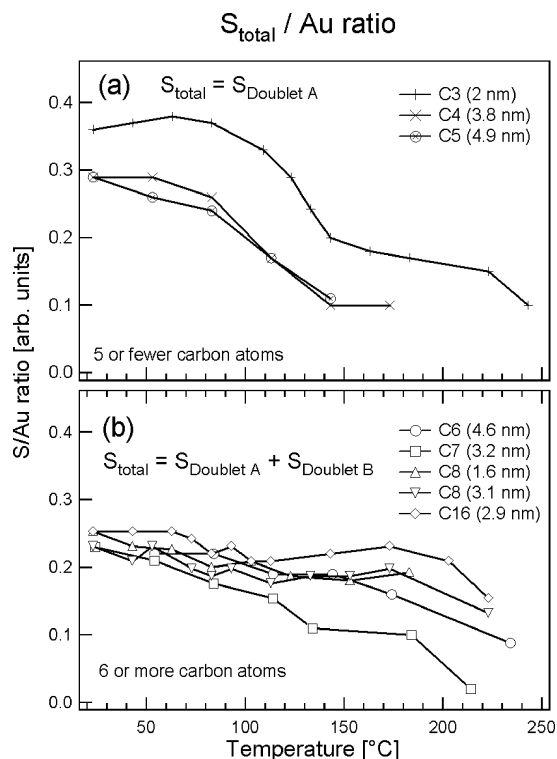 S_total / Au ratio
(a) S_total = S_Doublet A
C3 (2 nm)
C4 (3.8 nm)
C5 (4.9 nm)
0.4
0.3
0.2
0.1
0.0
5 or fewer carbon atoms
S/Au ratio [arb. units]
(b)
S_total = S_Doublet A + S_Doublet B
C6 (4.6 nm)
C7 (3.2 nm)
C8 (1.6 nm)
C8 (3.1 nm)
C16 (2.9 nm)
0.4
0.3
0.2
0.1
0.0
6 or more carbon atoms
50 100 150 200 250
Temperature [°C]